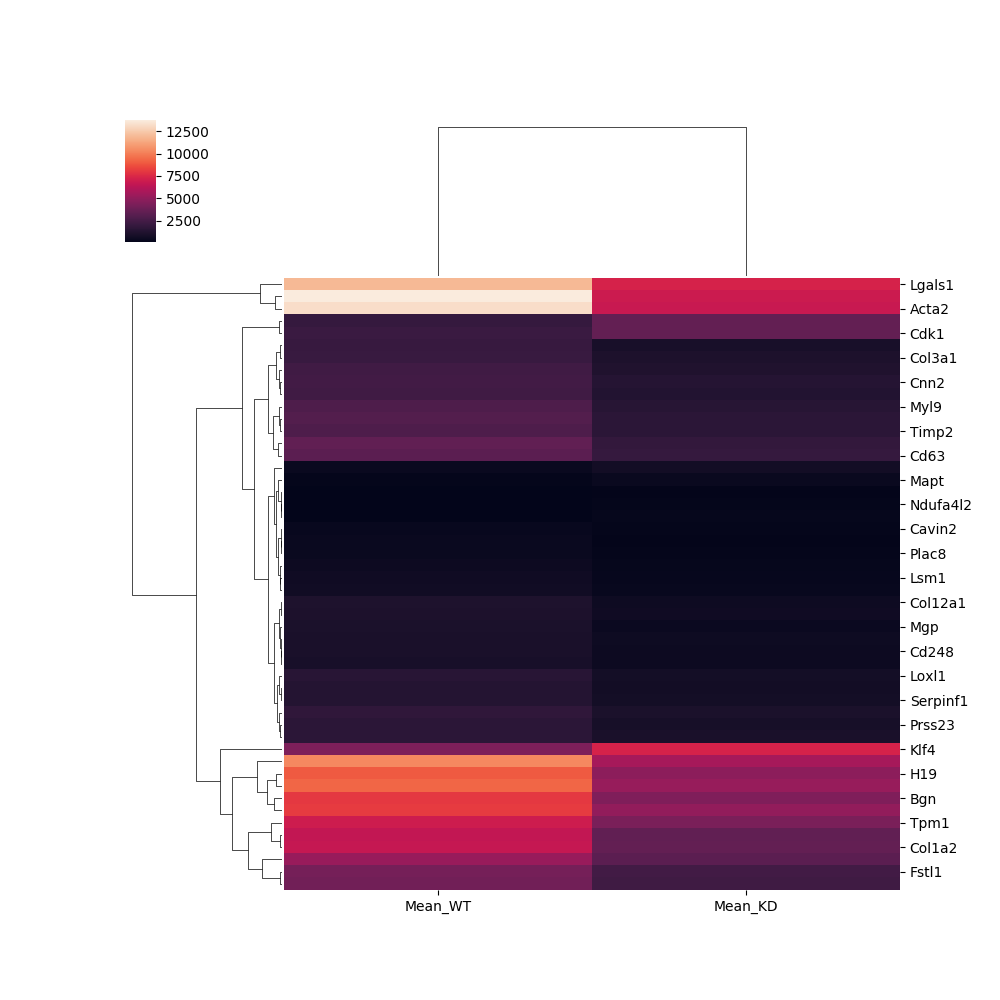 12500
10000
7500
5000
2500
Lgals1
Acta2
Cdk1
Col3a1
Cnn2
Myl9
Timp2
Cd63
Mapt
Ndufa4l2
Cavin2
Plac8
Lsm1
Col12a1
Mgp
Cd248
Loxl1
Serpinf1
Prss23
Klf4
H19
Bgn
Tpm1
Col1a2
Fstl1
Mean_WT Mean_KD